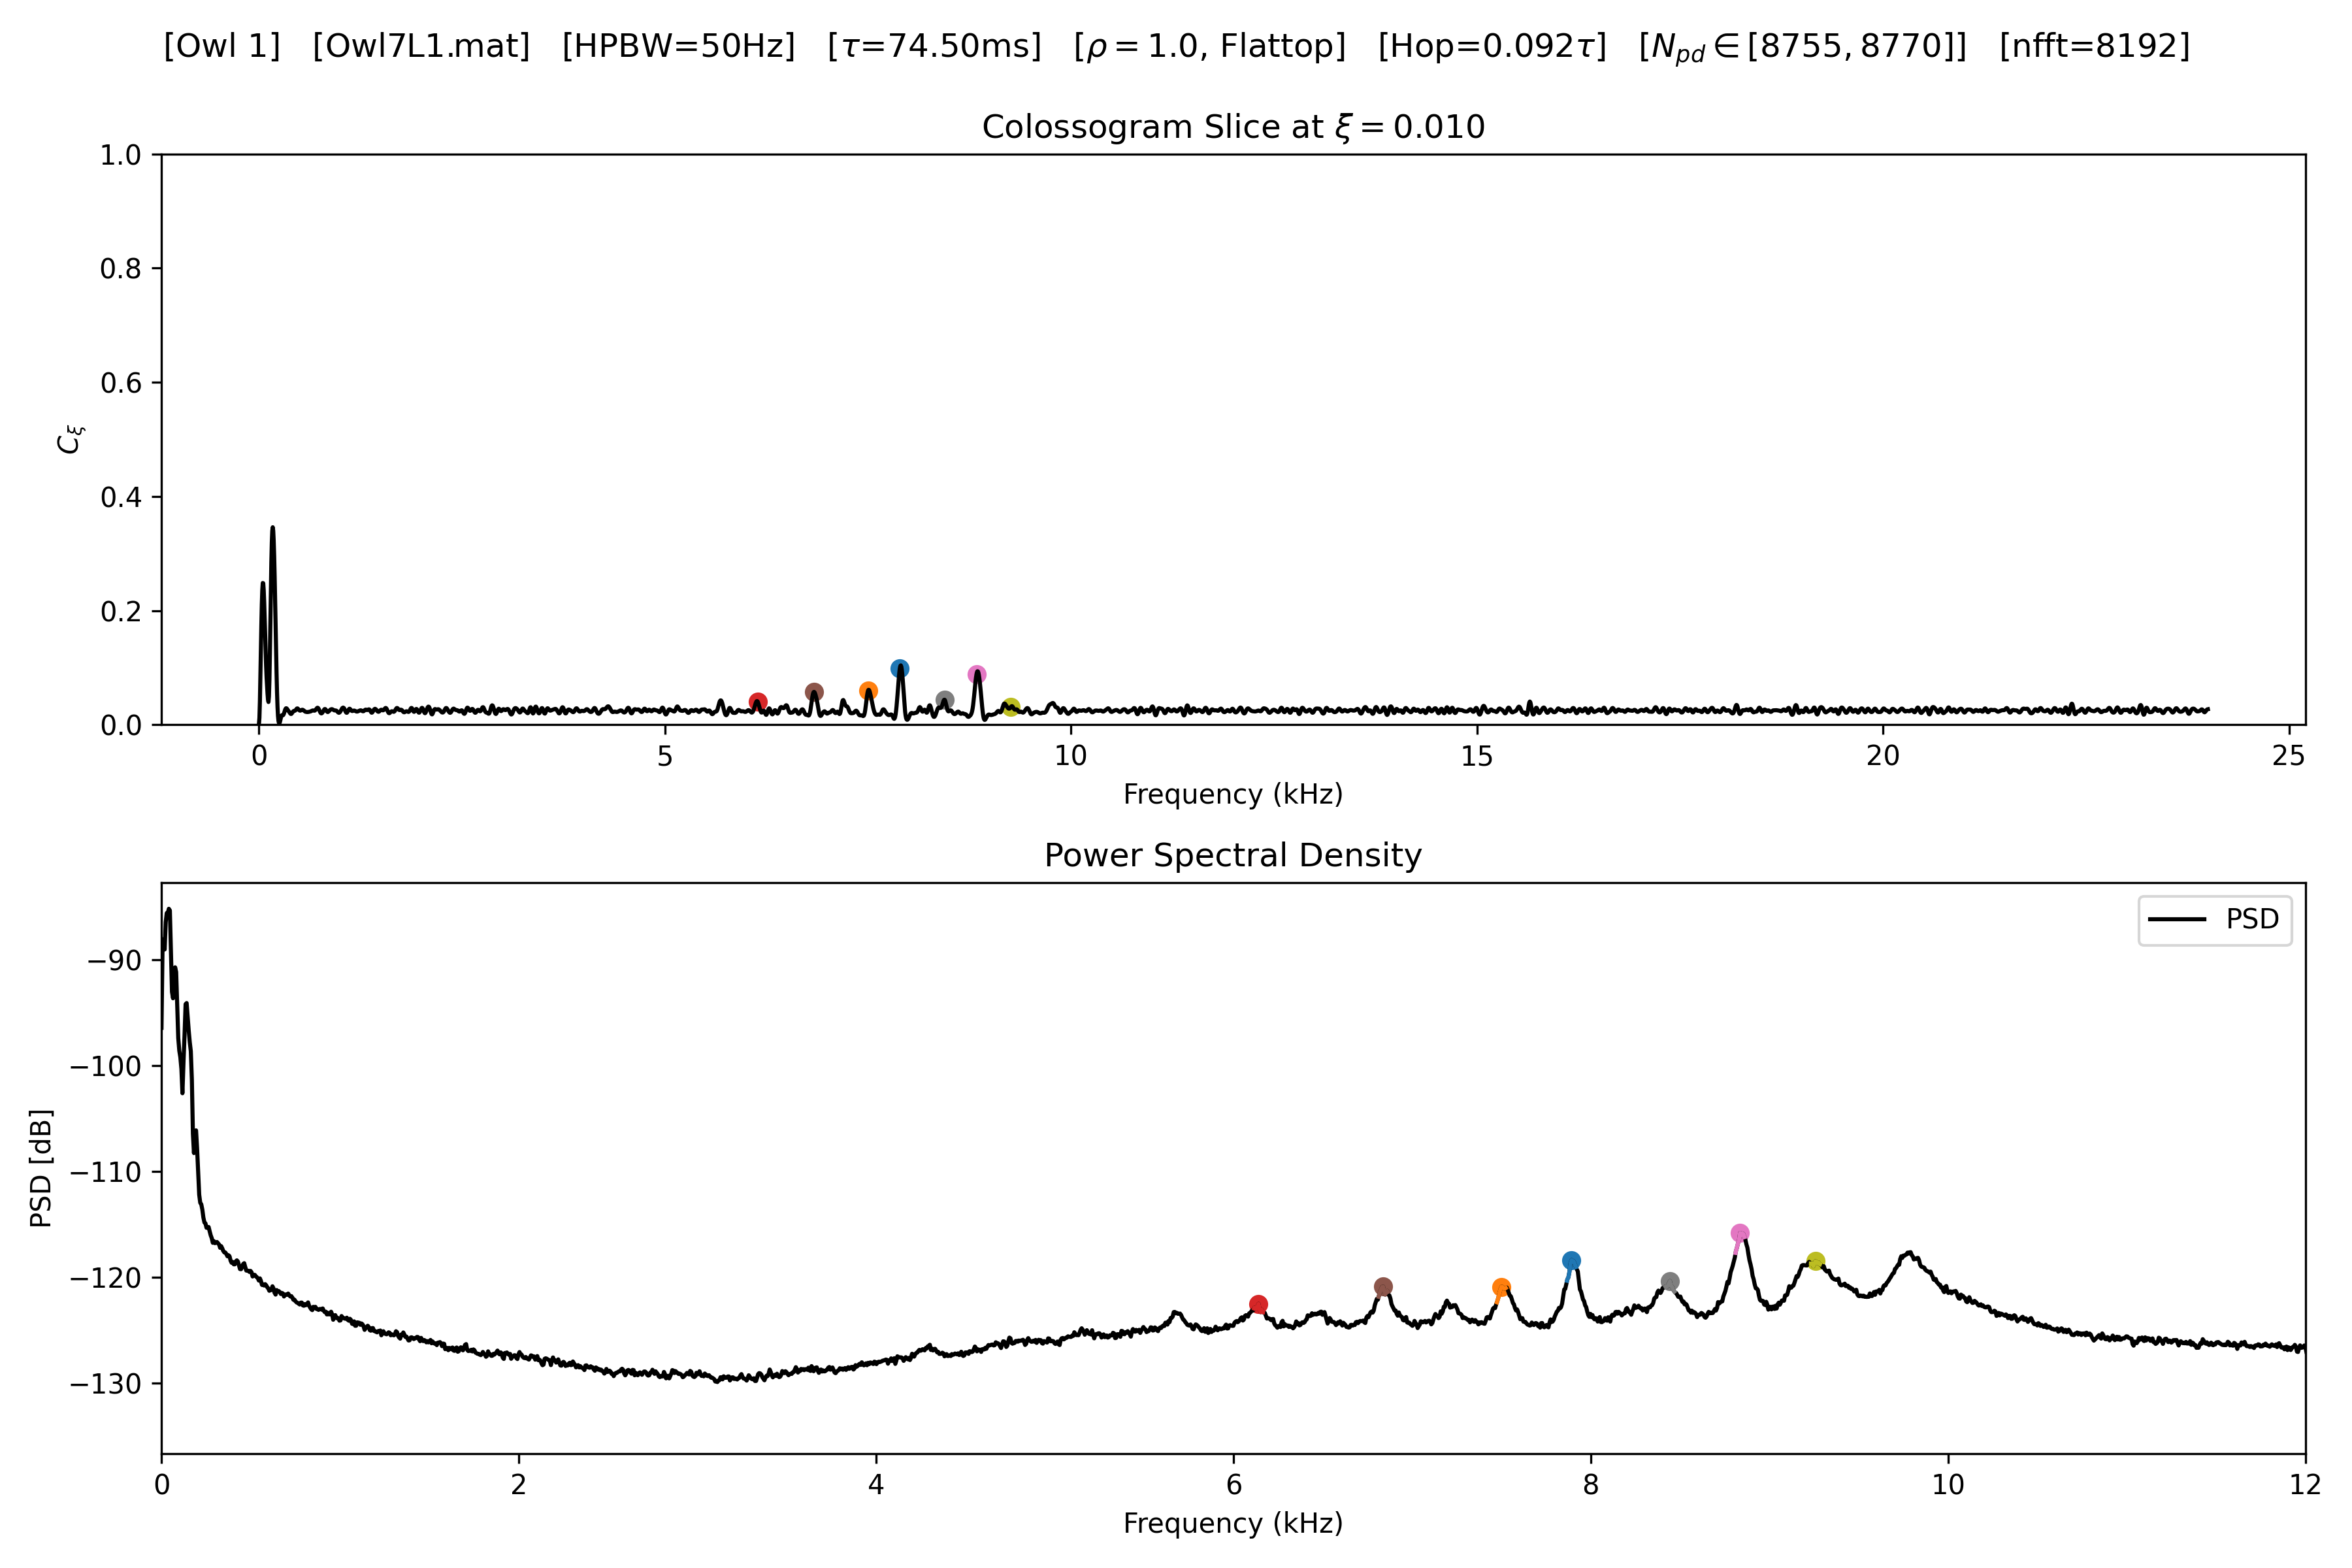 [Owl 1] [Owl7L1.mat] [HPBW=50Hz] [τ=74.50ms] [ρ = 1.0, Flattop] [Hop=0.092τ] [N_pd ∈ [8755, 8770]] [nfft=8192]
Colossogram Slice at ξ = 0.010
1.0
0.8
0.6
0.4
0.2
0.0
C_ξ
0 5 10 15 20 25
Frequency (kHz)
Power Spectral Density
PSD
−90
−100
−110
−120
−130
PSD [dB]
0 2 4 6 8 10 12
Frequency (kHz)